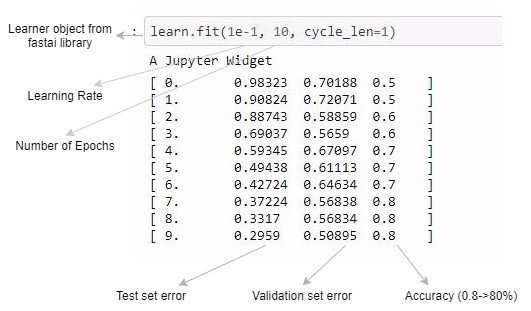 Learner object from
fastai library
: learn.fit(1e-1, 10, cycle_len=1)
A Jupyter Widget
Learning Rate
Number of Epochs
[ 0. 0.98323 0.70188 0.5 ]
[ 1. 0.90824 0.72071 0.5 ]
[ 2. 0.88743 0.58859 0.6 ]
[ 3. 0.69037 0.5659 0.6 ]
[ 4. 0.59345 0.67097 0.7 ]
[ 5. 0.49438 0.61113 0.7 ]
[ 6. 0.42724 0.64634 0.7 ]
[ 7. 0.37224 0.56838 0.8 ]
[ 8. 0.3317 0.56834 0.8 ]
[ 9. 0.2959 0.50895 0.8 ]
Test set error
Validation set error
Accuracy (0.8->80%)